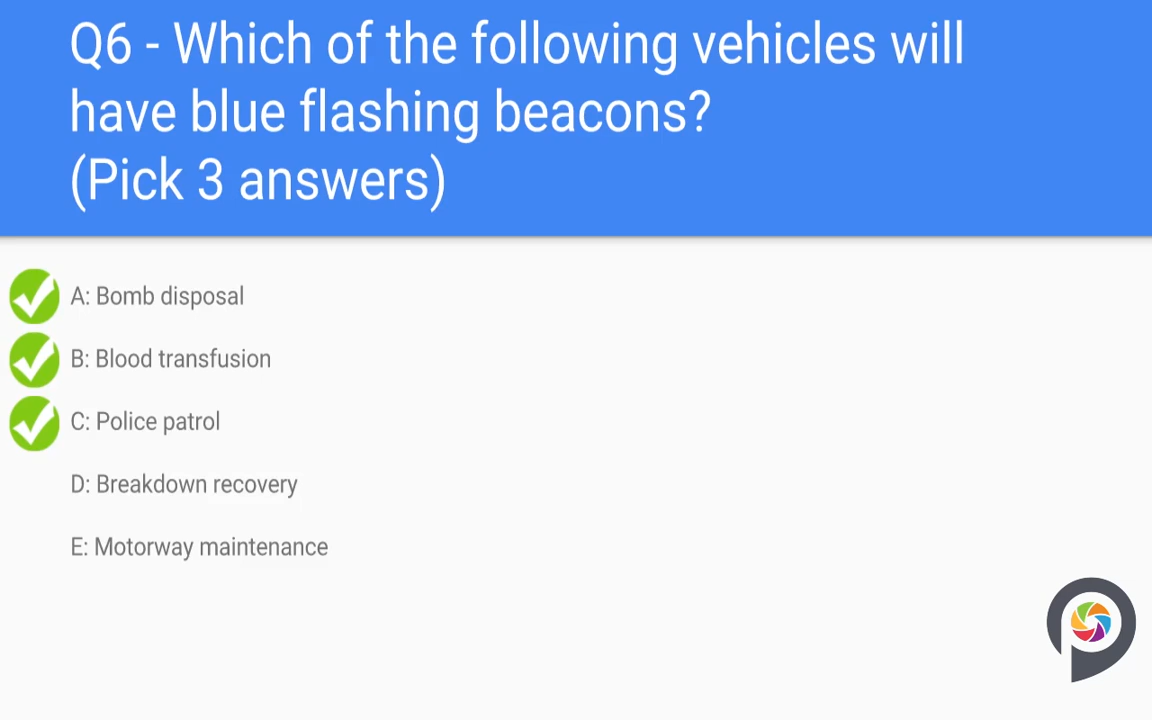 Q6 - Which of the following vehicles will
have blue flashing beacons?
(Pick 3 answers)
A: Bomb disposal
B: Blood transfusion
C: Police patrol
D: Breakdown recovery
E: Motorway maintenance